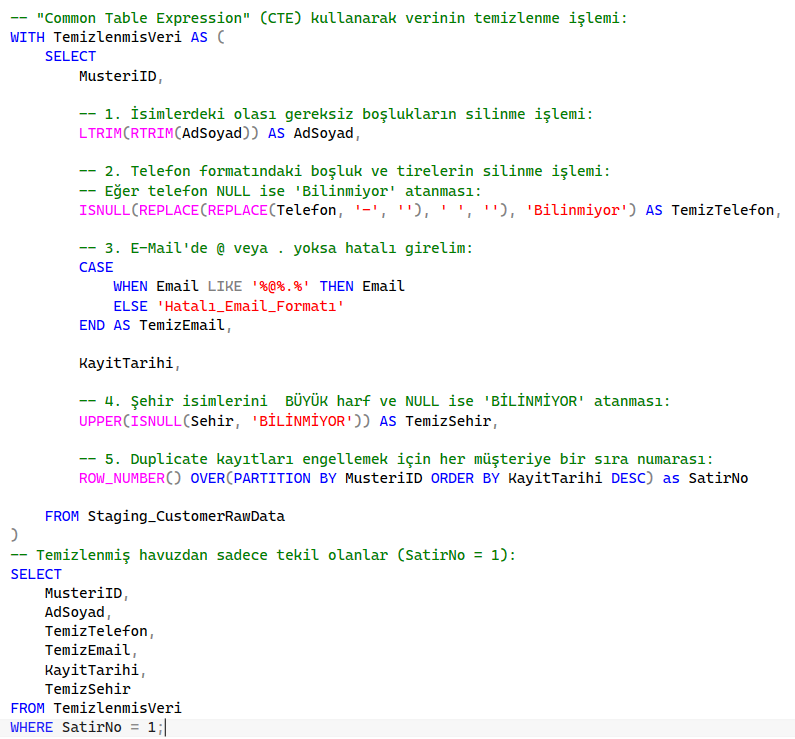 -- "Common Table Expression" (CTE) kullanarak verinin temizlenme işlemi:
WITH TemizlenmisVeri AS (
    SELECT
        MusteriID,

        -- 1. İsimlerdeki olası gereksiz boşlukların silinme işlemi:
        LTRIM(RTRIM(AdSoyad)) AS AdSoyad,

        -- 2. Telefon formatındaki boşluk ve tirelerin silinme işlemi:
        -- Eğer telefon NULL ise 'Bilinmiyor' atanması:
        ISNULL(REPLACE(REPLACE(Telefon, '-', ''), ' ', ''), 'Bilinmiyor') AS TemizTelefon,

        -- 3. E-Mail'de @ veya . yoksa hatalı girelim:
        CASE
            WHEN Email LIKE '%@%.%' THEN Email
            ELSE 'Hatalı_Email_Formatı'
        END AS TemizEmail,

        KayitTarihi,

        -- 4. Şehir isimlerini  BÜYÜK harf ve NULL ise 'BİLİNMİYOR' atanması:
        UPPER(ISNULL(Sehir, 'BİLİNMİYOR')) AS TemizSehir,

        -- 5. Duplicate kayıtları engellemek için her müşteriye bir sıra numarası:
        ROW_NUMBER() OVER(PARTITION BY MusteriID ORDER BY KayitTarihi DESC) as SatirNo

    FROM Staging_CustomerRawData
)
-- Temizlenmiş havuzdan sadece tekil olanlar (SatirNo = 1):
SELECT
    MusteriID,
    AdSoyad,
    TemizTelefon,
    TemizEmail,
    KayitTarihi,
    TemizSehir
FROM TemizlenmisVeri
WHERE SatirNo = 1;